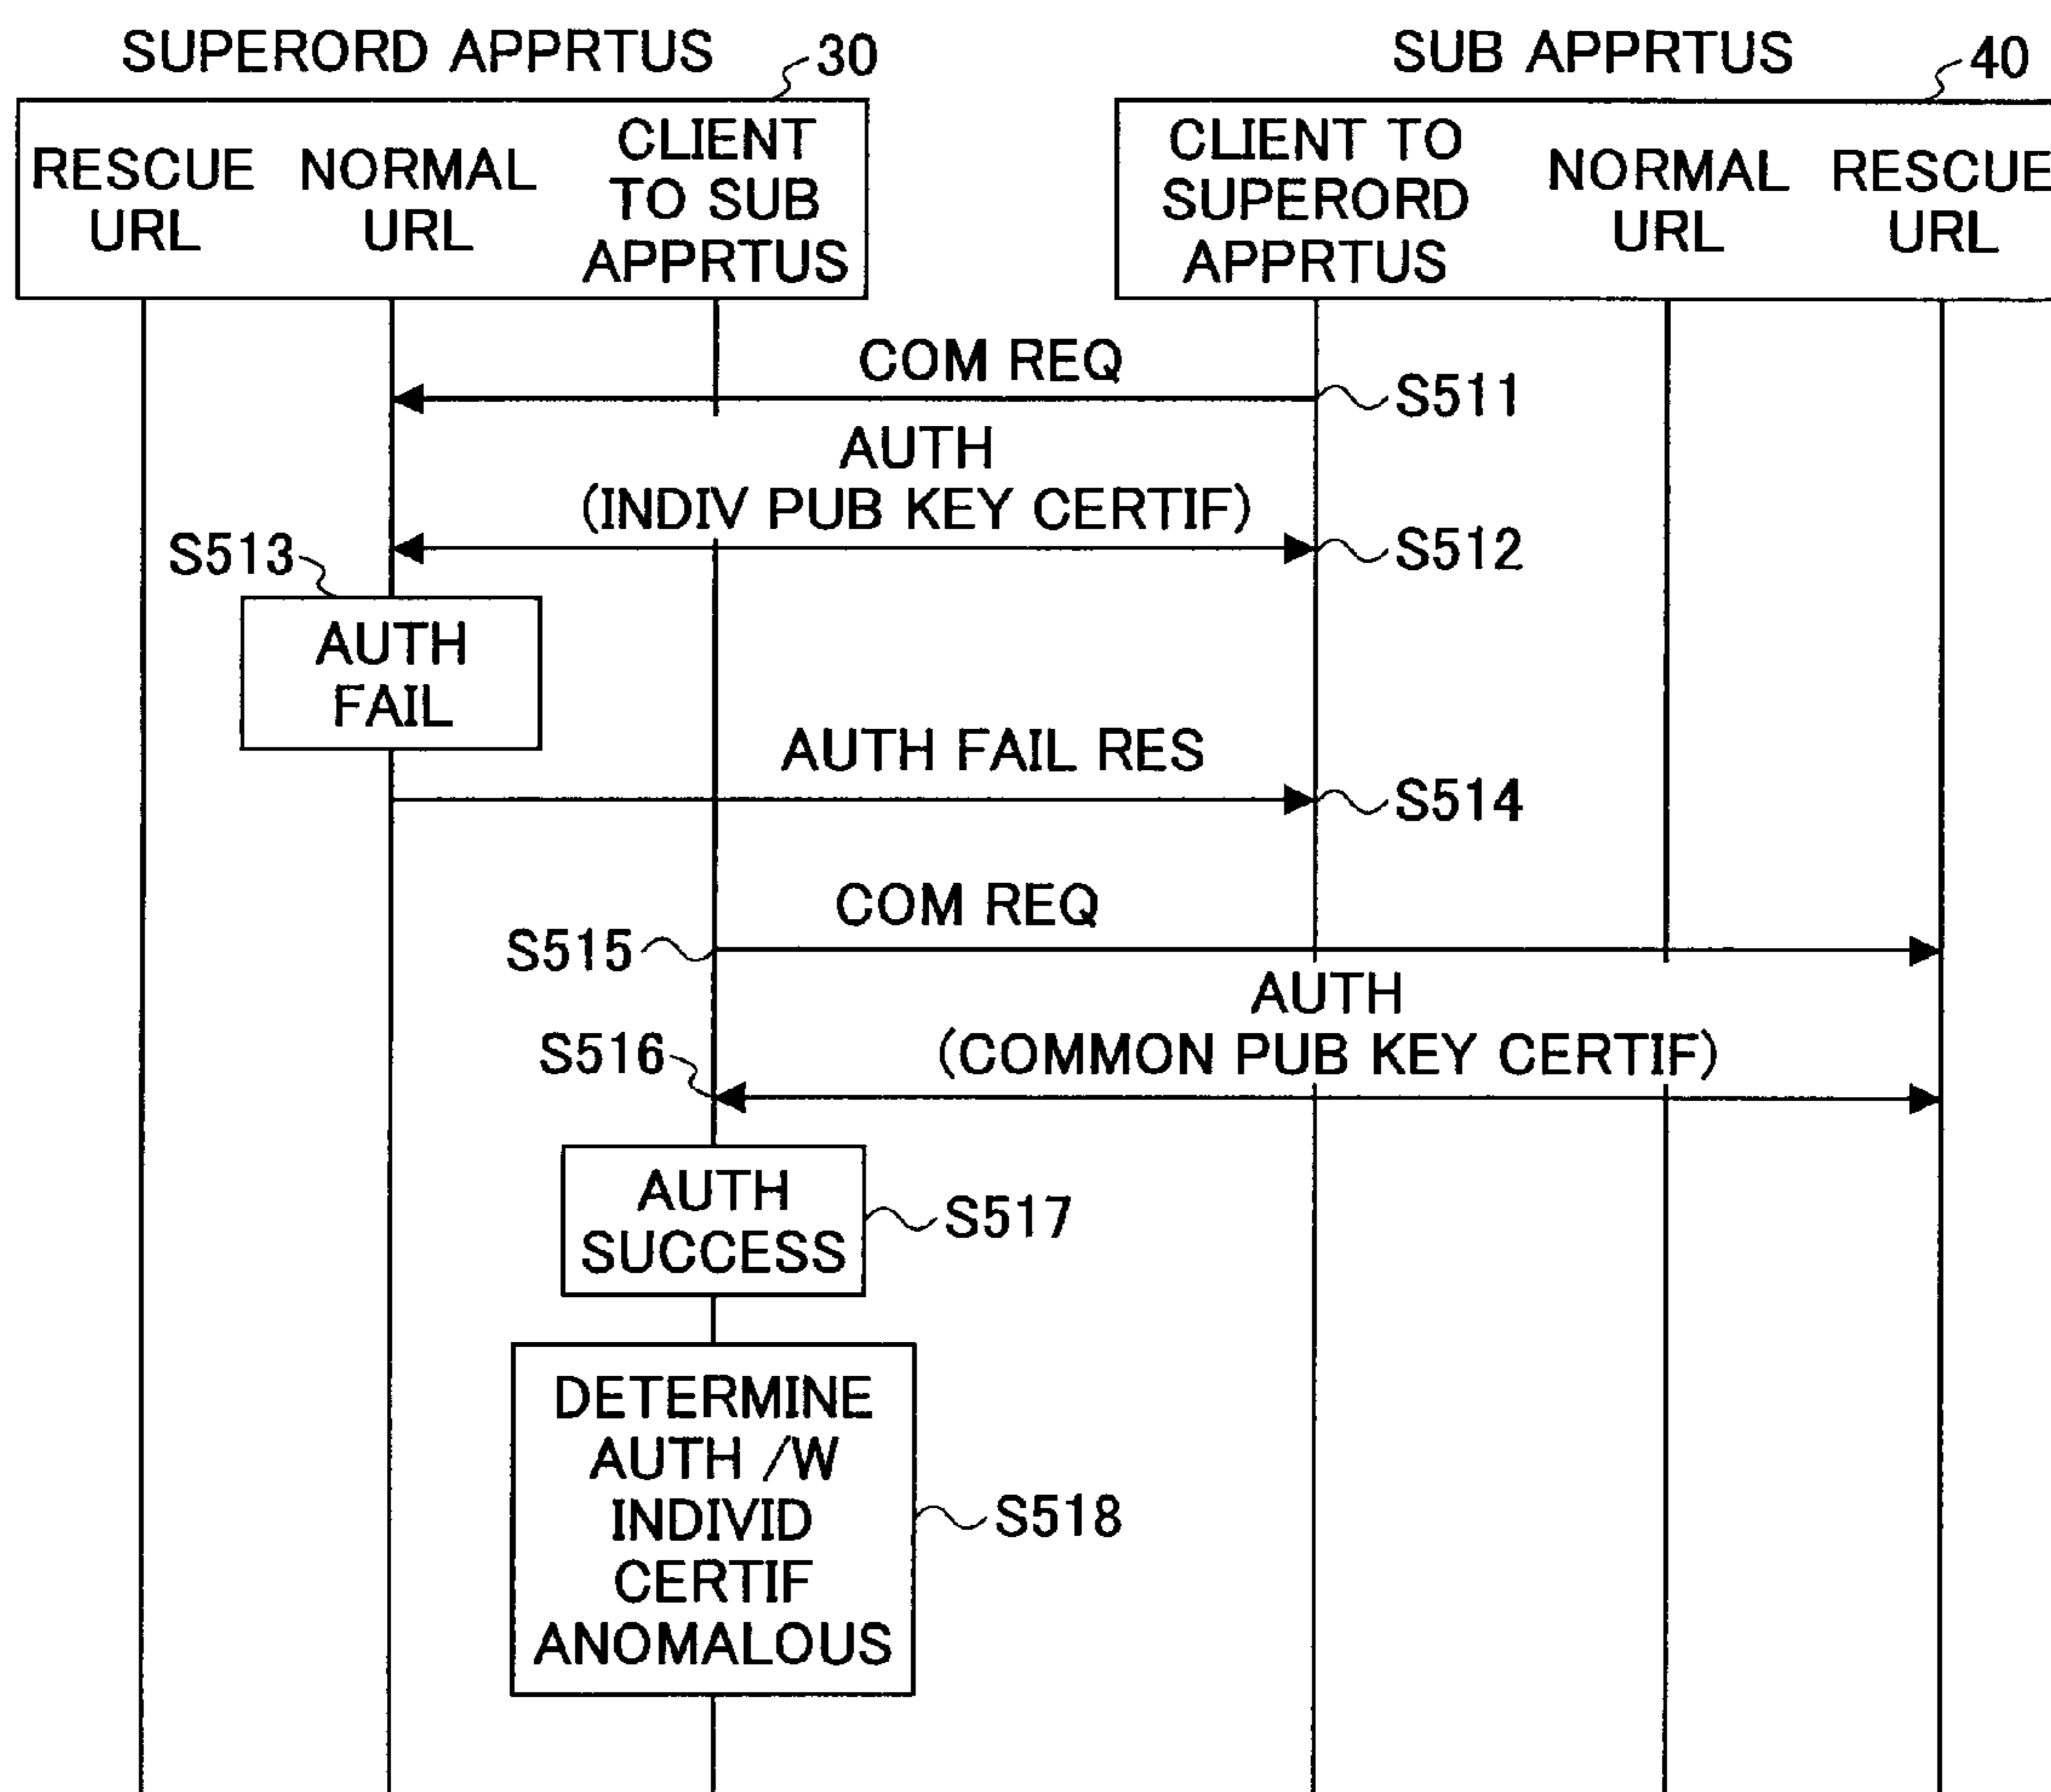 SUPERORD APPRTUS
30
SUB APPRTUS
40
RESCUE
URL
NORMAL
URL
CLIENT
TO SUB
APPRTUS
CLIENT TO
SUPERORD
APPRTUS
NORMAL
URL
RESCUE
URL
COM REQ
S511
AUTH
(INDIV PUB KEY CERTIF)
S512
S513
AUTH
FAIL
AUTH FAIL RES
S514
COM REQ
S515
AUTH
(COMMON PUB KEY CERTIF)
S516
AUTH
SUCCESS
S517
DETERMINE
AUTH /W
INDIVID
CERTIF
ANOMALOUS
S518